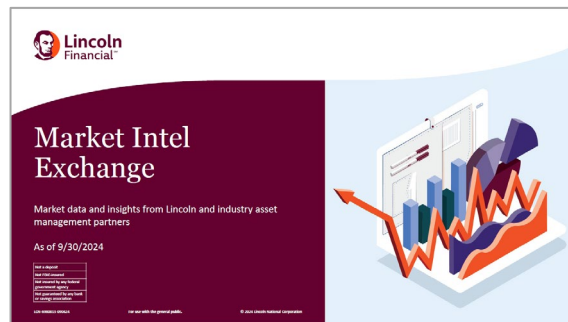 Lincoln
Financial™
Market Intel
Exchange
Market data and insights from Lincoln and industry asset
management partners
As of 9/30/2024
Not a deposit
Not FDIC-insured
Not insured by any federal
government agency
Not guaranteed by any bank
or savings association
For use with the general public.
© 2024 Lincoln National Corporation